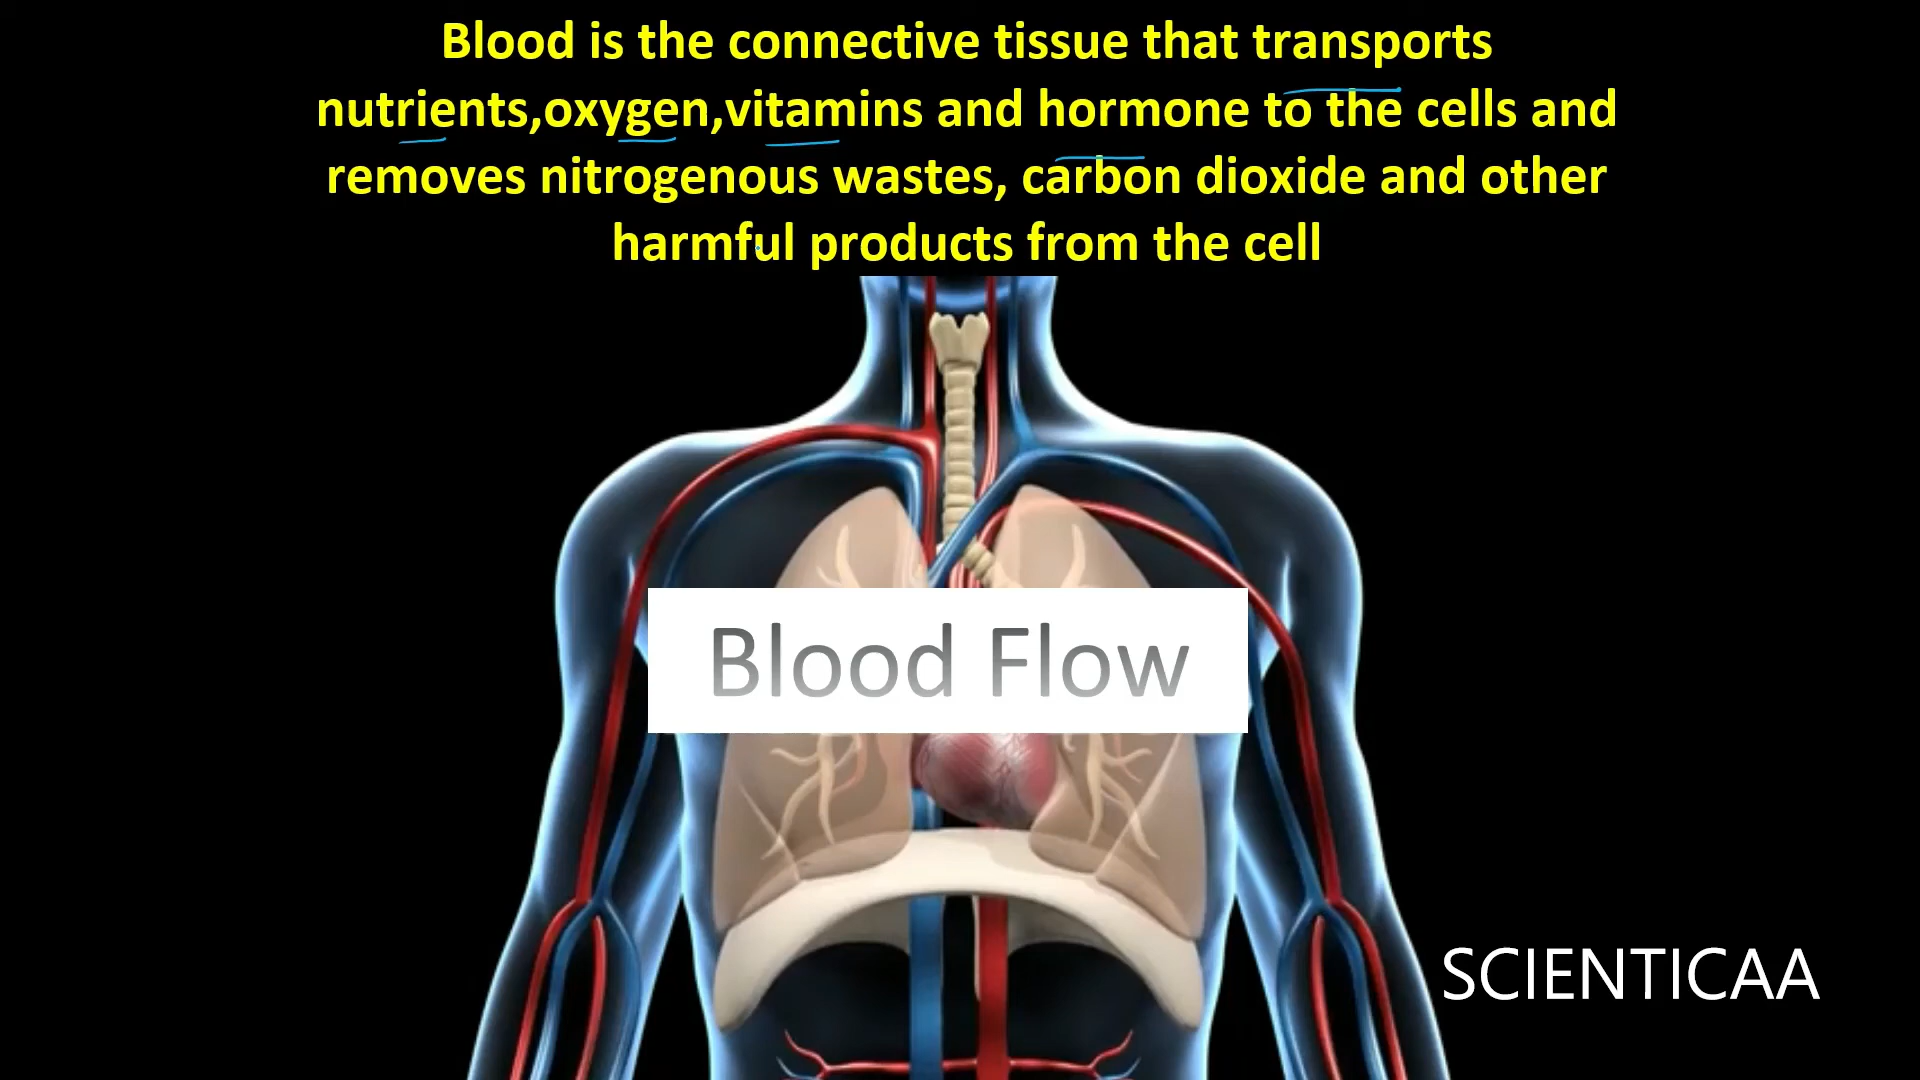 Blood is the connective tissue that transports
nutrients,oxygen,vitamins and hormone to the cells and
removes nitrogenous wastes, carbon dioxide and other
harmful products from the cell
Blood Flow
SCIENTICAA